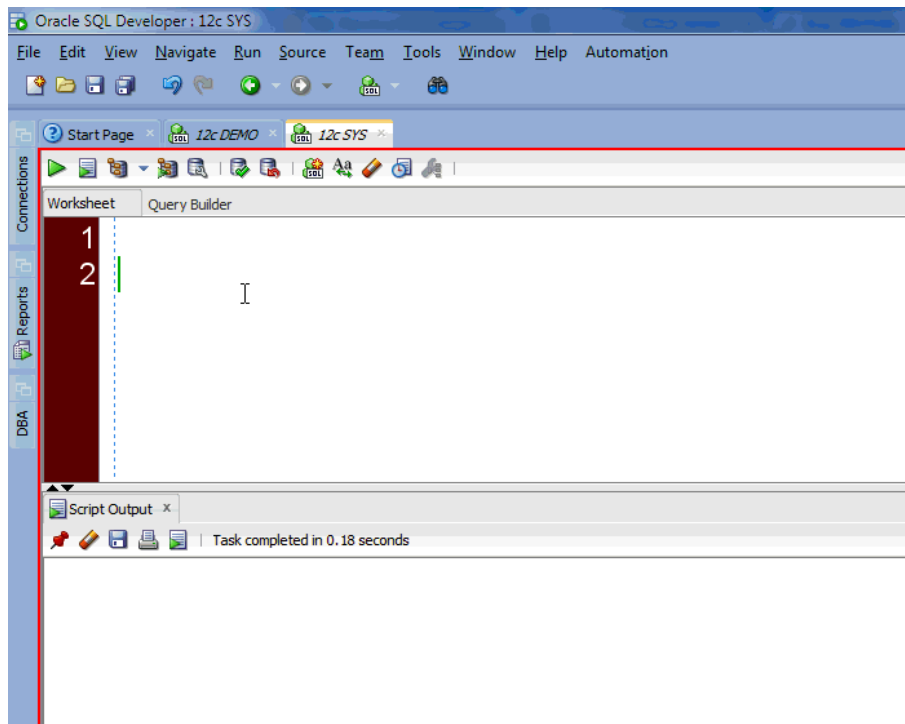 Oracle SQL Developer : 12c SYS
File Edit View Navigate Run Source Team Tools Window Help Automation
SQL
Start Page 12c DEMO 12c SYS
Connections
Worksheet Query Builder
1
2
Reports
DBA
Script Output
Task completed in 0.18 seconds